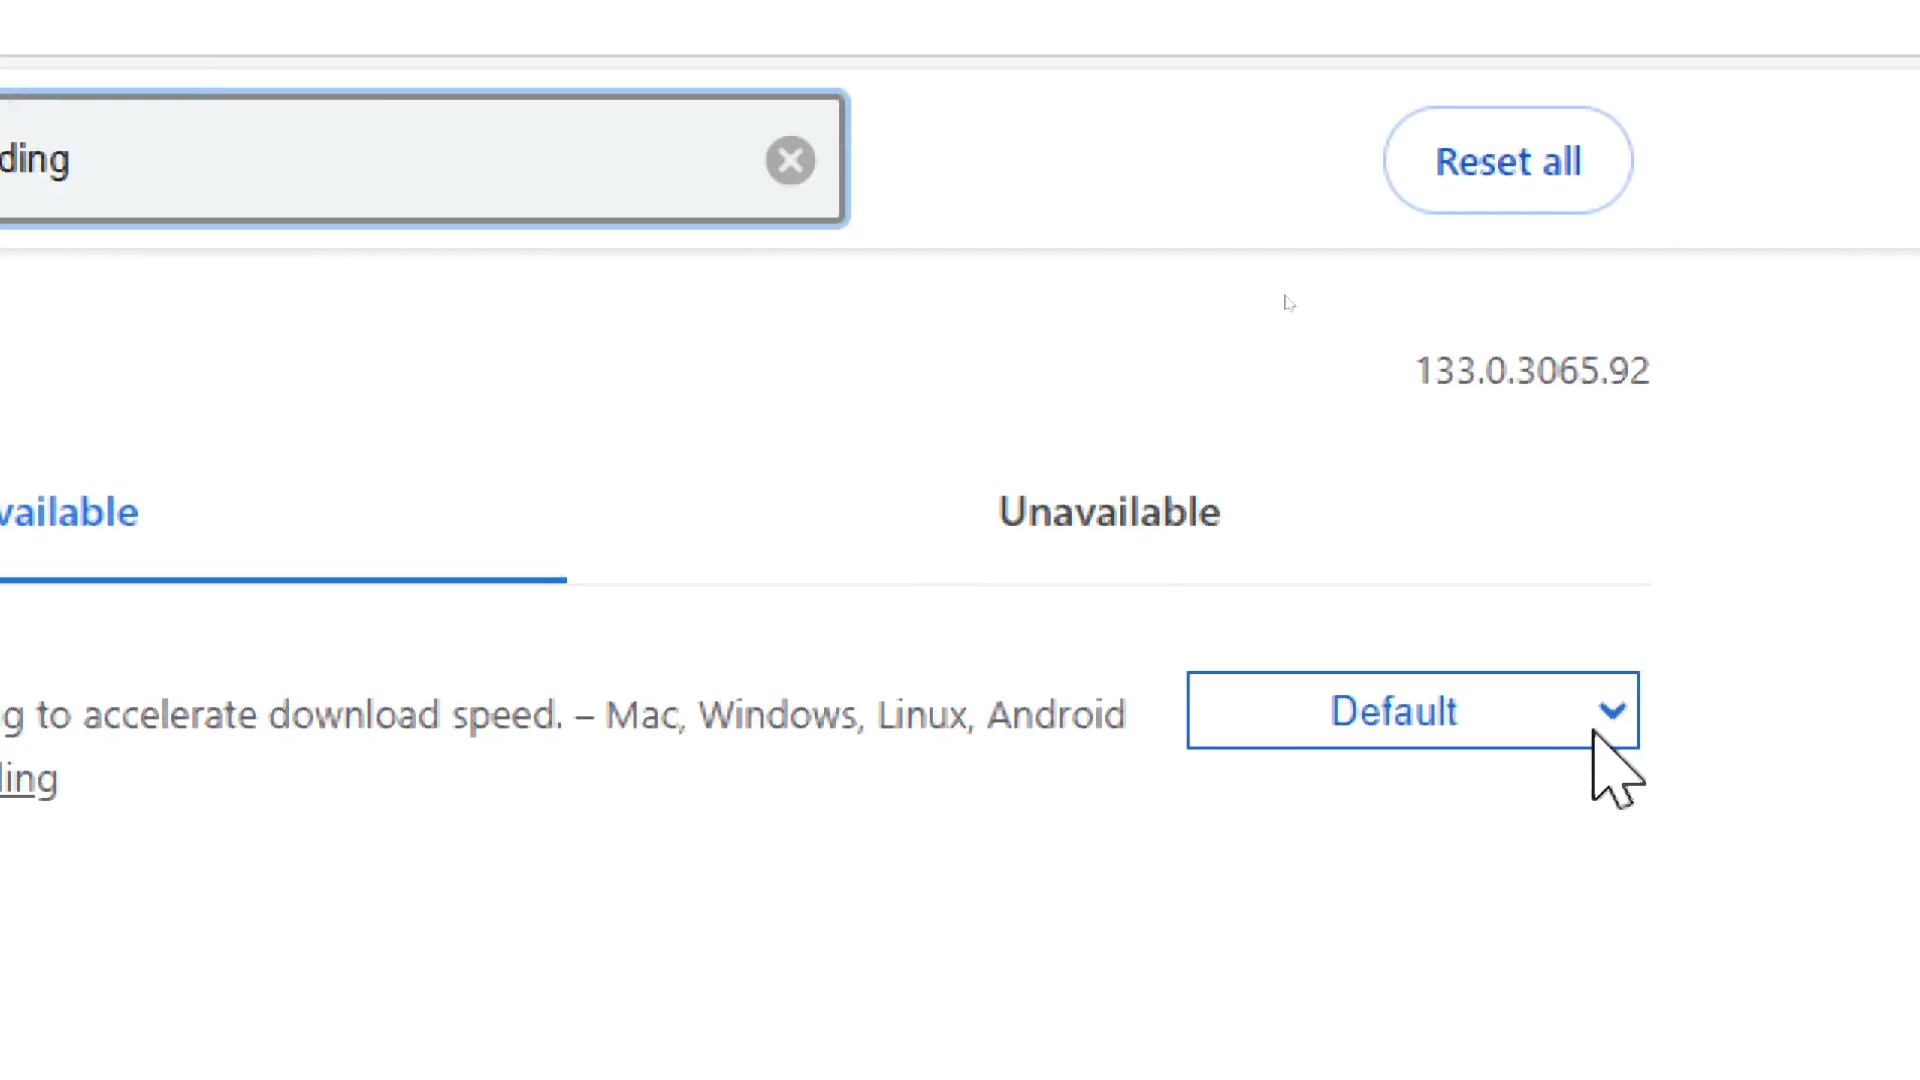 ding
Reset all
133.0.3065.92
vailable
Unavailable
g to accelerate download speed. – Mac, Windows, Linux, Android
Default
ling